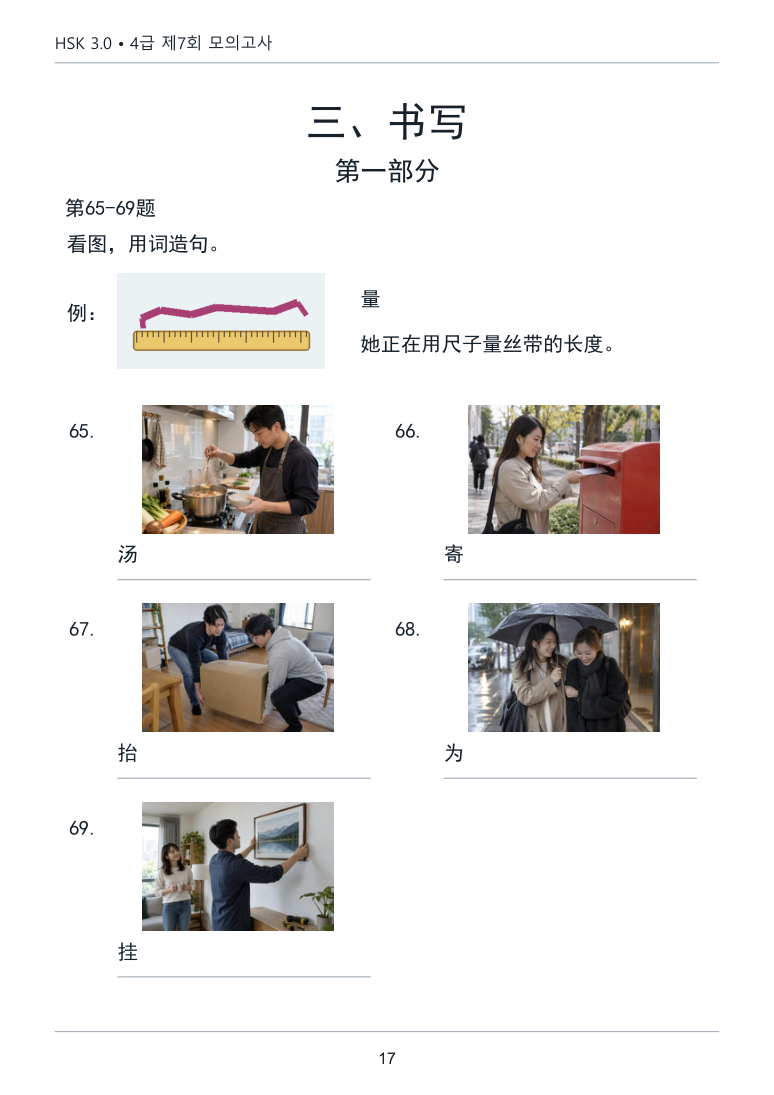 HSK 3.0 • 4급 제7회 모의고사
三、书写
第一部分
第65-69题
看图，用词造句。
例：
量
她正在用尺子量丝带的长度。
65.
汤
66.
寄
67.
抬
68.
为
69.
挂
17